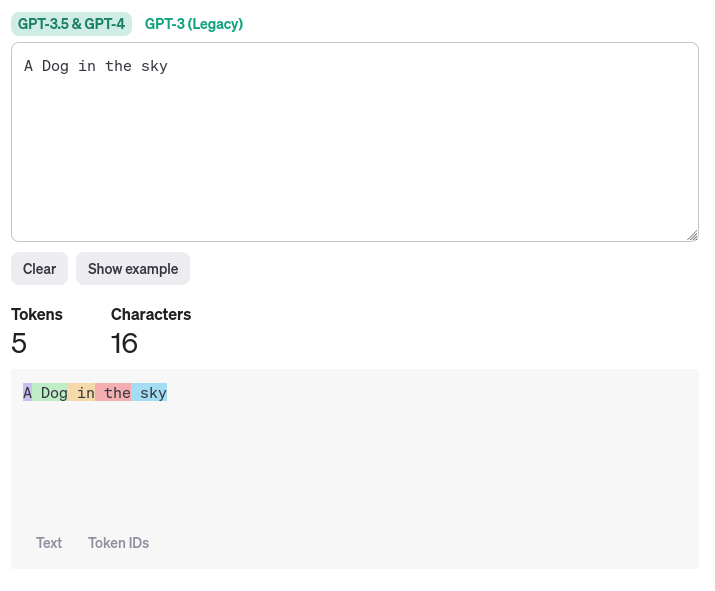 GPT-3.5 & GPT-4 GPT-3 (Legacy)
A Dog in the sky
Clear Show example
Tokens Characters
5 16
A Dog in the sky
Text Token IDs